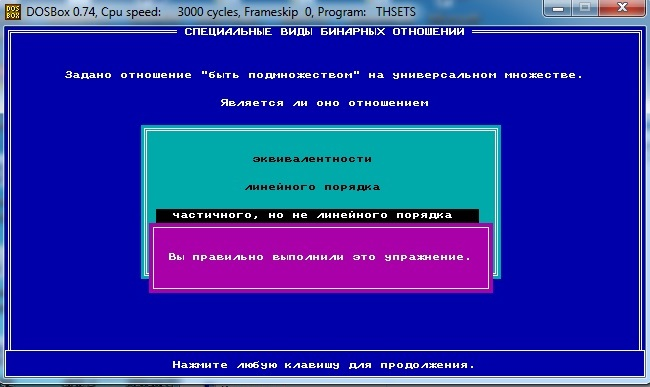 DOSBox 0.74, Cpu speed: 3000 cycles, Frameskip 0, Program: THSETS
СПЕЦИАЛЬНЫЕ ВИДЫ БИНАРНЫХ ОТНОШЕНИЙ
Задано отношение "быть подмножеством" на универсальном множестве.
Является ли оно отношением
эквивалентности
линейного порядка
частичного, но не линейного порядка
Вы правильно выполнили это упражнение.
Нажмите любую клавишу для продолжения.